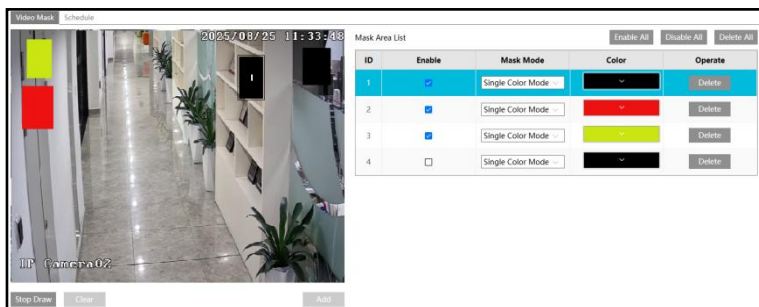 Video Mask Schedule
2025/08/25 11:33:48
IP Camera02
Stop Draw Clear Add
Mask Area List Enable All Disable All Delete All
ID Enable Mask Mode Color Operate
1 Single Color Mode Delete
2 Single Color Mode Delete
3 Single Color Mode Delete
4 Single Color Mode Delete